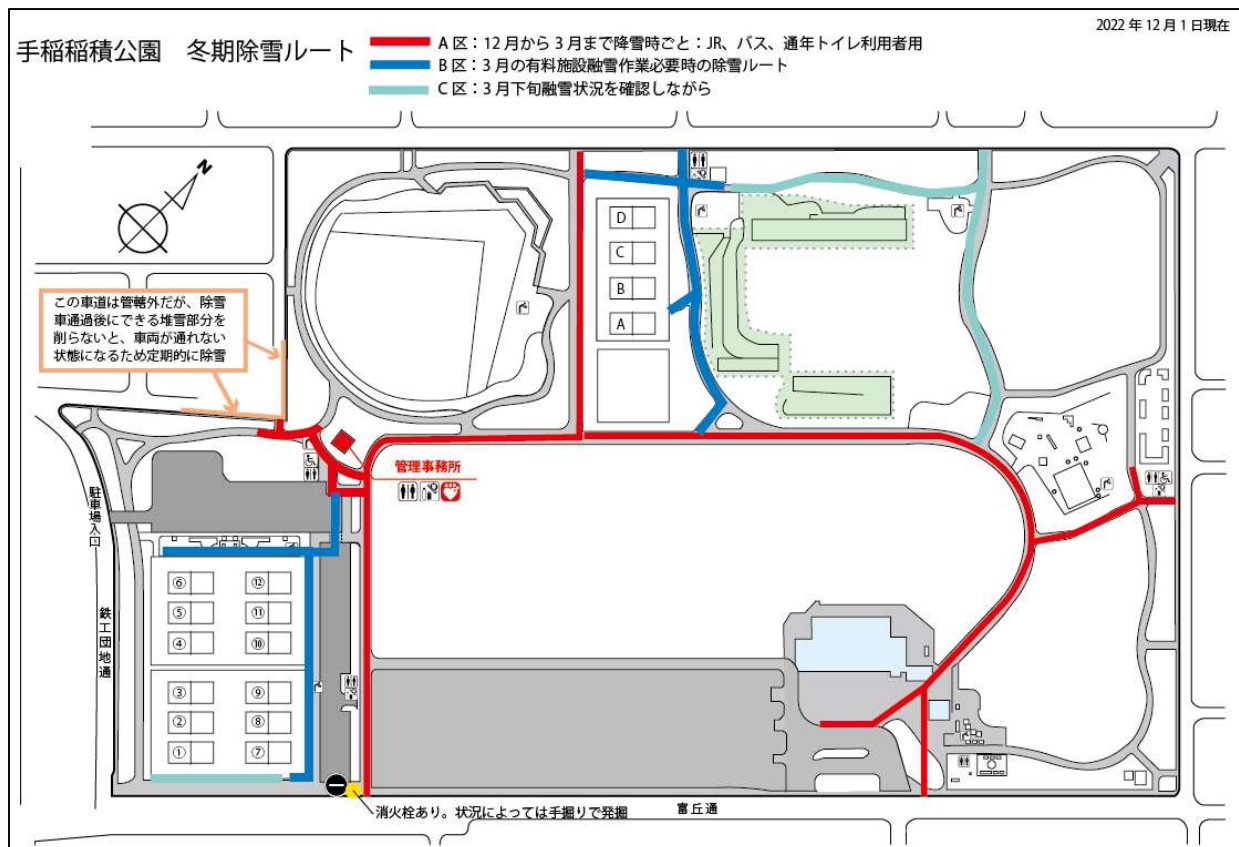 2022年12月1日現在
手稲稲積公園　冬期除雪ルート
A区：12月から3月まで降雪時ごと：JR、バス、通年トイレ利用者用
B区：3月の有料施設融雪作業必要時の除雪ルート
C区：3月下旬融雪状況を確認しながら
N
この車道は管轄外だが、除雪
車通過後にできる堆雪部分を
削らないと、車両が通れない
状態になるため定期的に除雪
D
C
B
A
管理事務所
駐車場入口
鉄工団地通
⑥
⑫
⑤
⑪
④
⑩
③
⑨
②
⑧
①
⑦
消火栓あり。状況によっては手掘りで発掘
富丘通